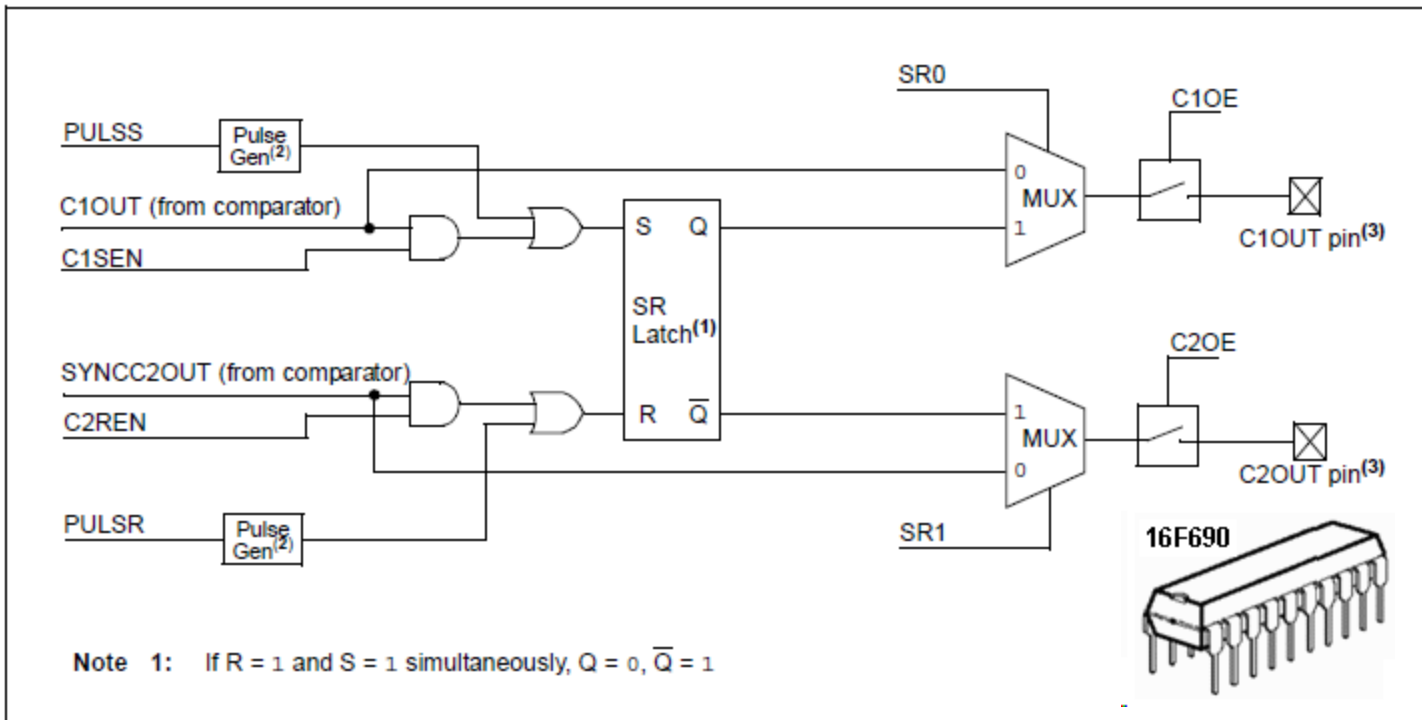 SR0
C1OE
PULSS
Pulse
Gen(2)
0
MUX
1
C1OUT (from comparator)
C1SEN
S Q
C1OUT pin(3)
SR
Latch(1)
SYNCC2OUT (from comparator)
C2REN
R Q̅
C2OE
1
MUX
0
C2OUT pin(3)
PULSR
Pulse
Gen(2)
SR1
16F690
Note 1: If R = 1 and S = 1 simultaneously, Q = 0, Q̅ = 1